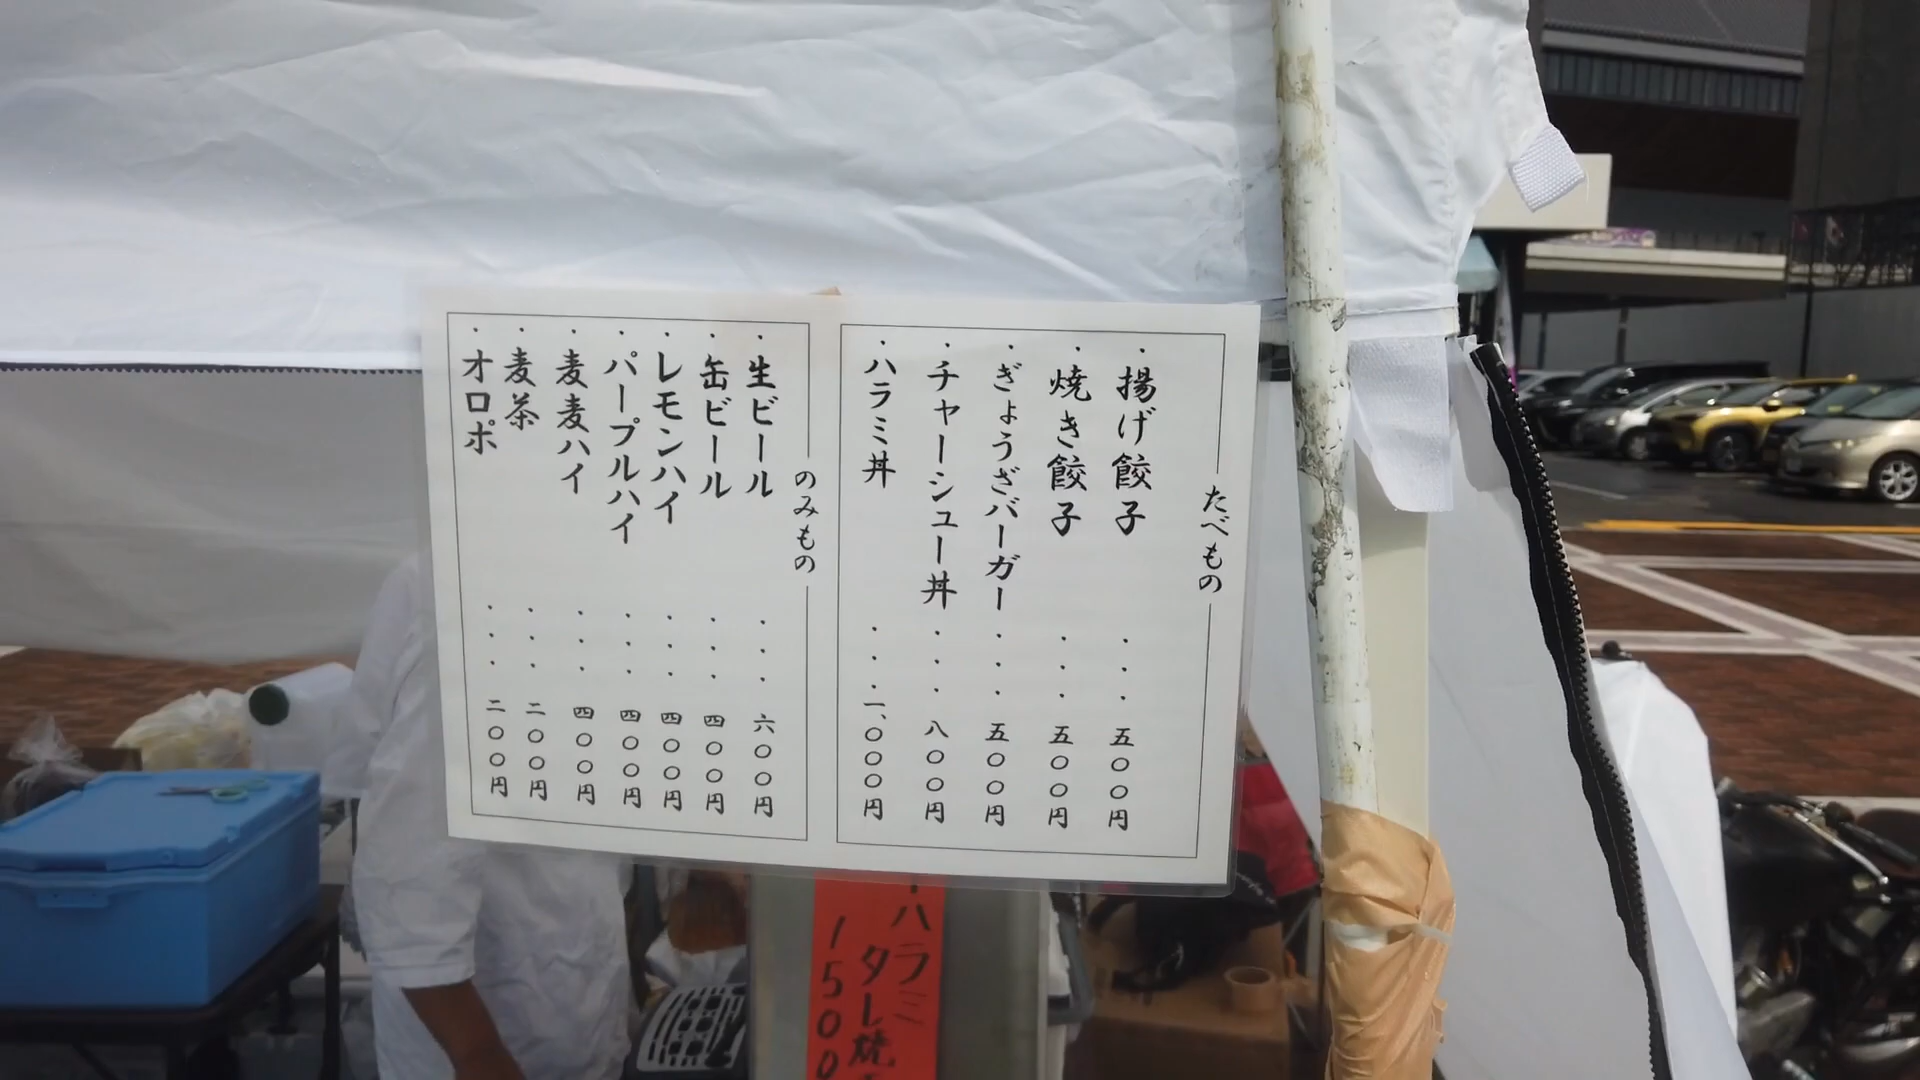 たべもの
・揚げ餃子・・・五〇〇円
・焼き餃子・・・五〇〇円
・ぎょうざバーガー・・・五〇〇円
・チャーシュー丼・・・八〇〇円
・ハラミ丼・・・一、〇〇〇円
のみもの
・生ビール・・・六〇〇円
・缶ビール・・・四〇〇円
・レモンハイ・・・四〇〇円
・パープルハイ・・・四〇〇円
・麦麦ハイ・・・四〇〇円
・麦茶・・・二〇〇円
・オロポ・・・二〇〇円
ハラミ
タレ焼
1500